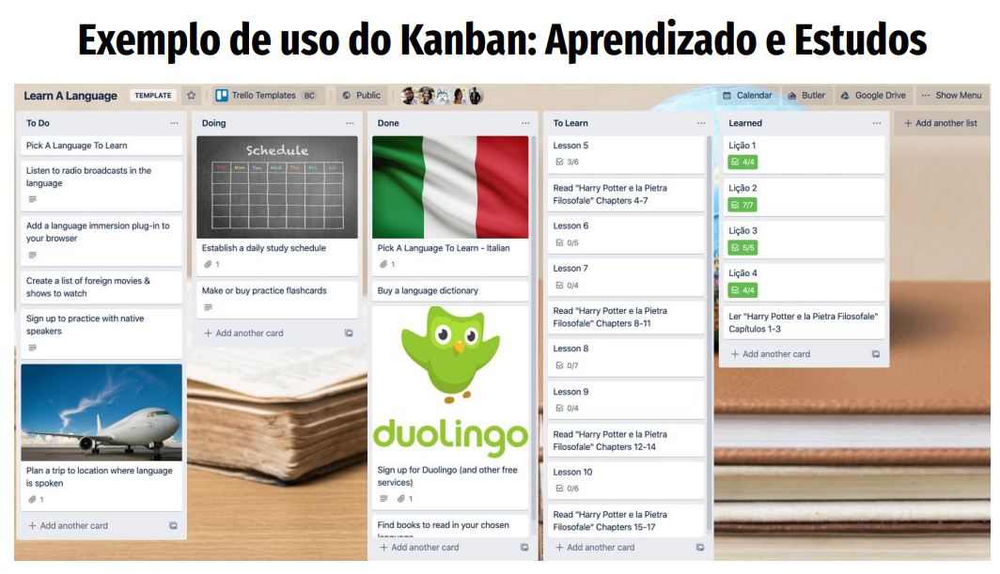 Exemplo de uso do Kanban: Aprendizado e Estudos
Learn A Language
TEMPLATE
Trello Templates
BC
Public
Calendar
Butler
Google Drive
Show Menu
To Do
Pick A Language To Learn
Listen to radio broadcasts in the
language
Add a language immersion plug-in to
your browser
Create a list of foreign movies &
shows to watch
Sign up to practice with native
speakers
Plan a trip to location where language
is spoken
1
+ Add another card
Doing
Schedule
Establish a daily study schedule
1
Make or buy practice flashcards
+ Add another card
Done
Pick A Language To Learn - Italian
1
Buy a language dictionary
duolingo
Sign up for Duolingo (and other free
services)
1
Find books to read in your chosen
language
+ Add another card
To Learn
Lesson 5
3/6
Read "Harry Potter e la Pietra
Filosofale" Chapters 4-7
Lesson 6
0/5
Lesson 7
0/4
Read "Harry Potter e la Pietra
Filosofale" Chapters 8-11
Lesson 8
0/7
Lesson 9
0/4
Read "Harry Potter e la Pietra
Filosofale" Chapters 12-14
Lesson 10
0/6
Read "Harry Potter e la Pietra
Filosofale" Chapters 15-17
+ Add another card
Learned
Lição 1
4/4
Lição 2
7/7
Lição 3
5/5
Lição 4
4/4
Ler "Harry Potter e la Pietra Filosofale"
Capítulos 1-3
+ Add another card
+ Add another list